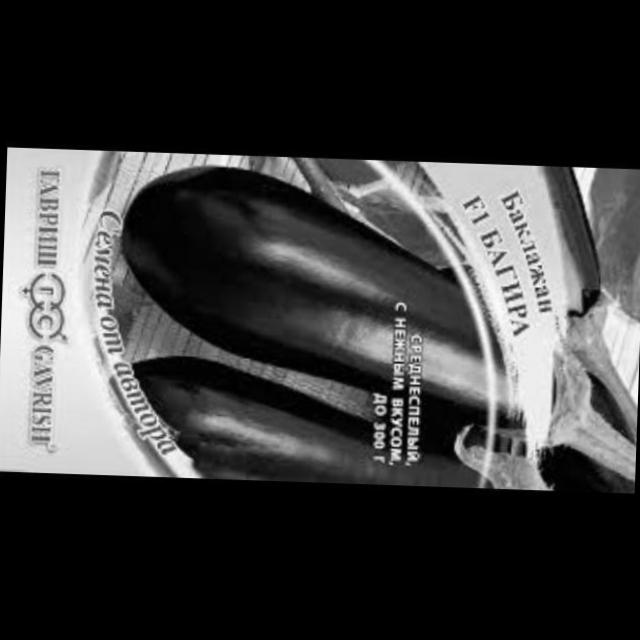 ГАВРИШ GAVRISH®
Семена от автора
Баклажан
F1 БАГИРА
СРЕДНЕСПЕЛЫЙ,
С НЕЖНЫМ ВКУСОМ,
ДО 300 Г